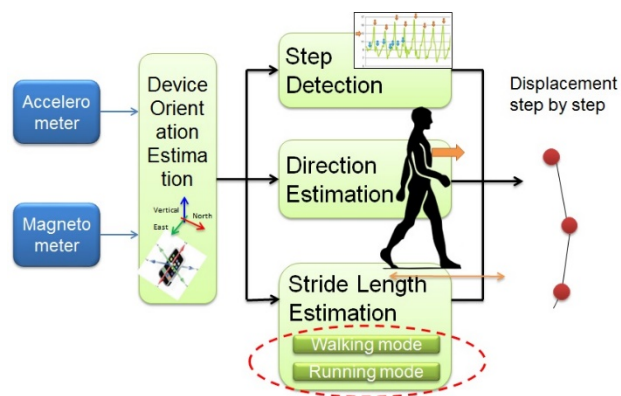 Accelero
meter
Magneto
meter
Device
Orient
ation
Estima
tion
Vertical
North
East
Step
Detection
Direction
Estimation
Stride Length
Estimation
Walking mode
Running mode
Displacement
step by step